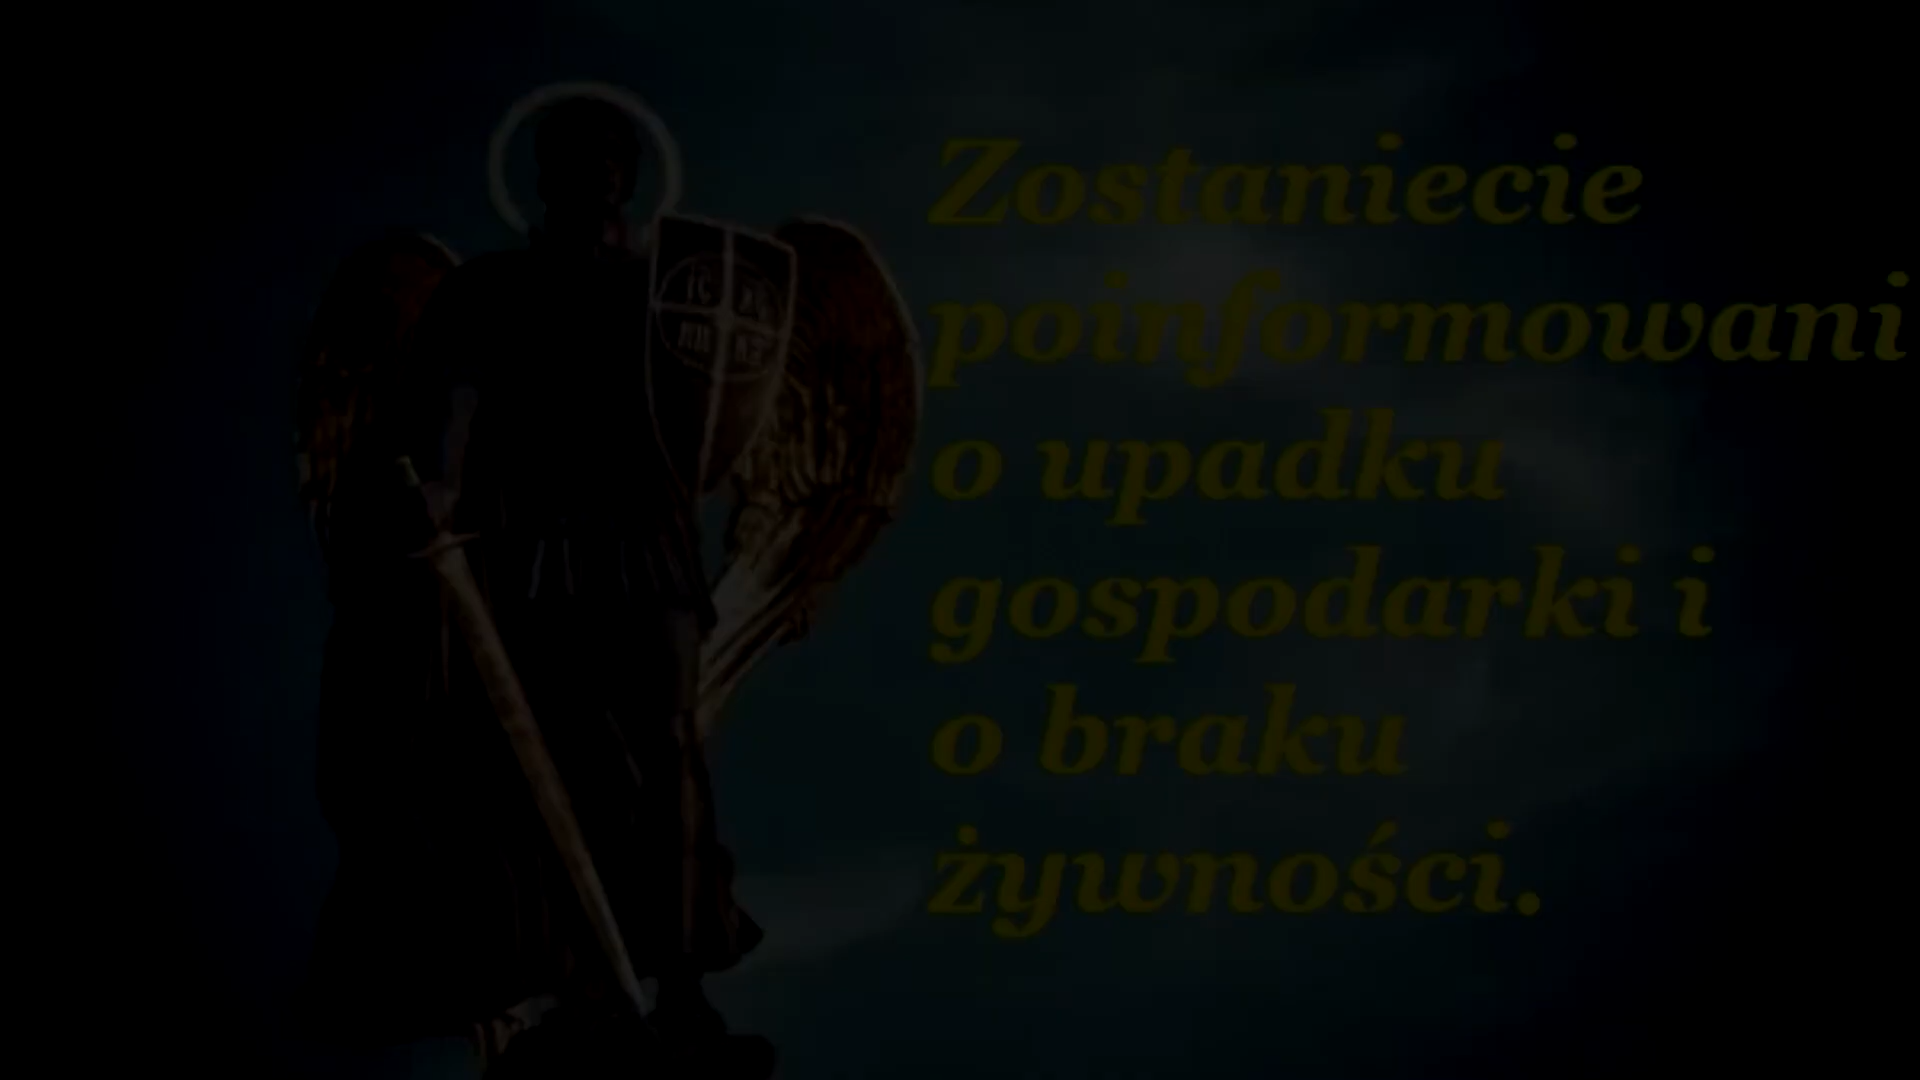 Zostaniecie
poinformowani
o upadku
gospodarki i
o braku
żywności.